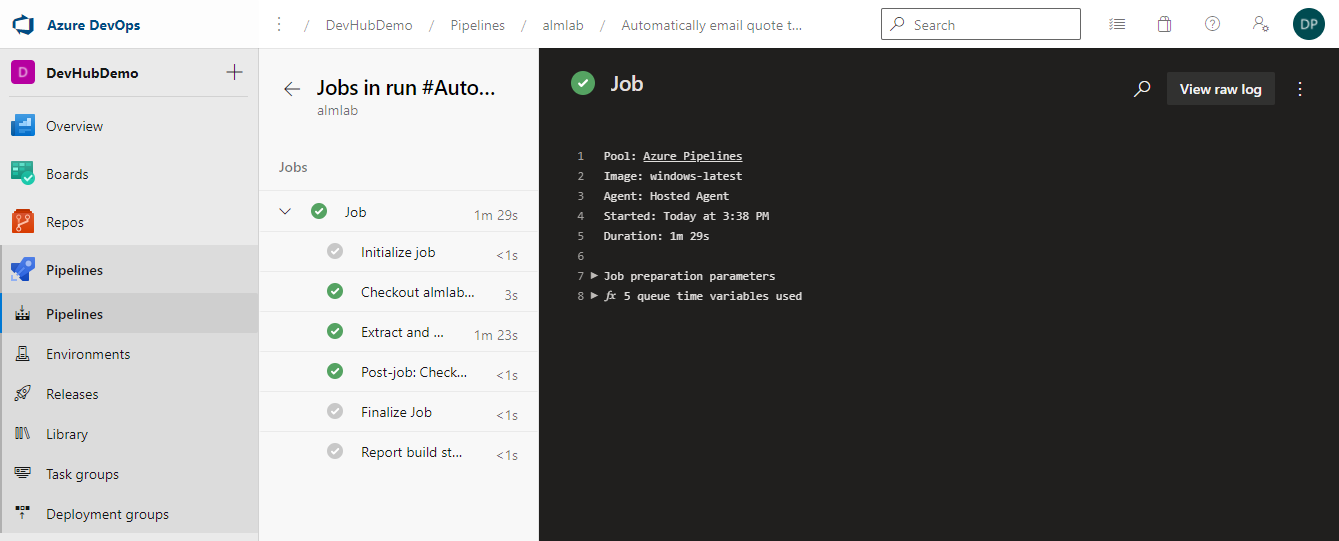 Azure DevOps
⋮ / DevHubDemo / Pipelines / almlab / Automatically email quote t...
Search
DP
D DevHubDemo
Overview
Boards
Repos
Pipelines
Pipelines
Environments
Releases
Library
Task groups
Deployment groups
Jobs in run #Auto...
almlab
Jobs
Job 1m 29s
Initialize job <1s
Checkout almlab... 3s
Extract and ... 1m 23s
Post-job: Check... <1s
Finalize Job <1s
Report build st... <1s
Job
View raw log
1 Pool: Azure Pipelines
2 Image: windows-latest
3 Agent: Hosted Agent
4 Started: Today at 3:38 PM
5 Duration: 1m 29s
6
7 Job preparation parameters
8 fx 5 queue time variables used